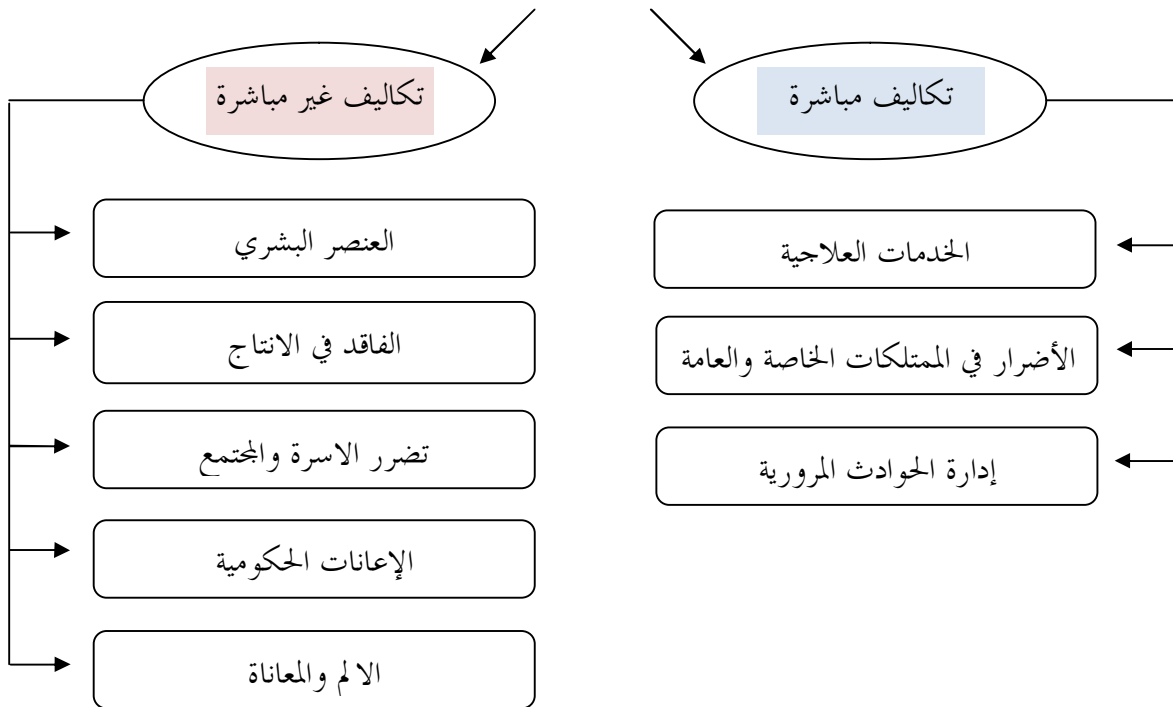 تكاليف مباشرة
الخدمات العلاجية
الأضرار في الممتلكات الخاصة والعامة
إدارة الحوادث المرورية
تكاليف غير مباشرة
العنصر البشري
الفاقد في الانتاج
تضرر الاسرة والمجتمع
الإعانات الحكومية
الالم والمعاناة